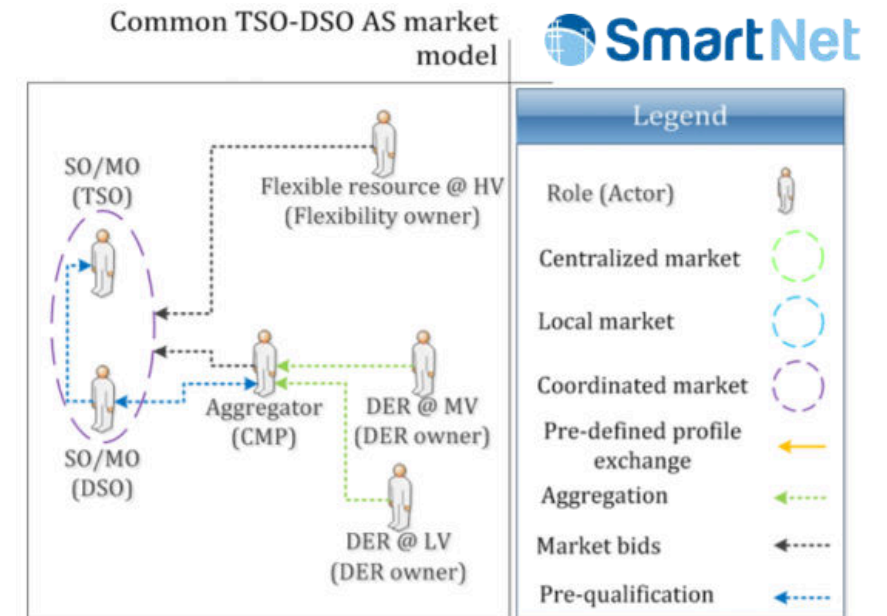 Common TSO-DSO AS market
model
SmartNet
SO/MO
(TSO)
Flexible resource @ HV
(Flexibility owner)
Aggregator
(CMP)
DER @ MV
(DER owner)
SO/MO
(DSO)
DER @ LV
(DER owner)
Legend
Role (Actor)
Centralized market
Local market
Coordinated market
Pre-defined profile
exchange
Aggregation
Market bids
Pre-qualification